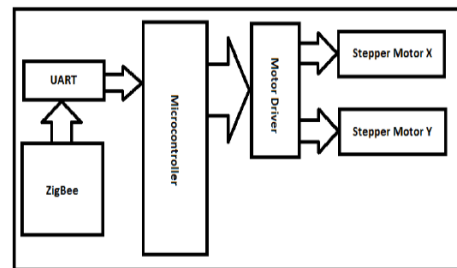 UART
ZigBee
Microcontroller
Motor Driver
Stepper Motor X
Stepper Motor Y